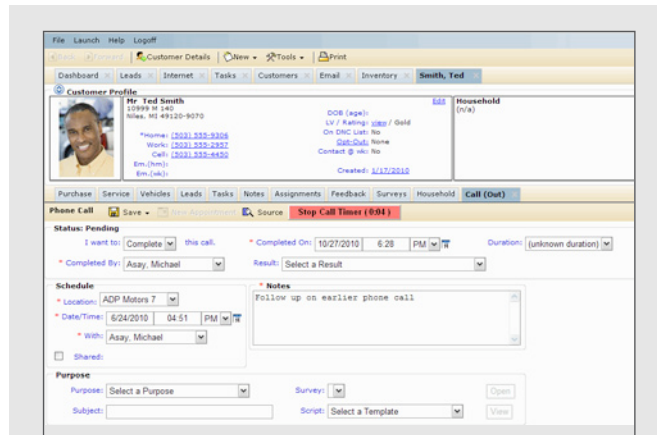 File Launch Help Logoff
Back Forward Customer Details New Tools Print
Dashboard Leads Internet Tasks Customers Email Inventory Smith, Ted
Customer Profile
Mr Ted Smith Edit Household
10999 M 140 (n/a)
Niles, MI 49120-9070 DOB (age):
LV / Rating: view / Gold
*Home: (503) 555-9306 On DNC List: No
Work: (503) 555-2957 Opt-Out: None
Cell: (503) 555-4450 Contact @ wk: No
Em.(hm):
Em.(wk): Created: 1/17/2010
Purchase Service Vehicles Leads Tasks Notes Assignments Feedback Surveys Household Call (Out)
Phone Call Save New Appointment Source Stop Call Timer (0:04)
Status: Pending
I want to: Complete this call. * Completed On: 10/27/2010 6:28 PM Duration: (unknown duration)
* Completed By: Asay, Michael Result: Select a Result
Schedule * Notes
* Location: ADP Motors 7 Follow up on earlier phone call
* Date/Time: 6/24/2010 04:51 PM
* With: Asay, Michael
Shared:
Purpose
Purpose: Select a Purpose Survey: Open
Subject: Script: Select a Template View